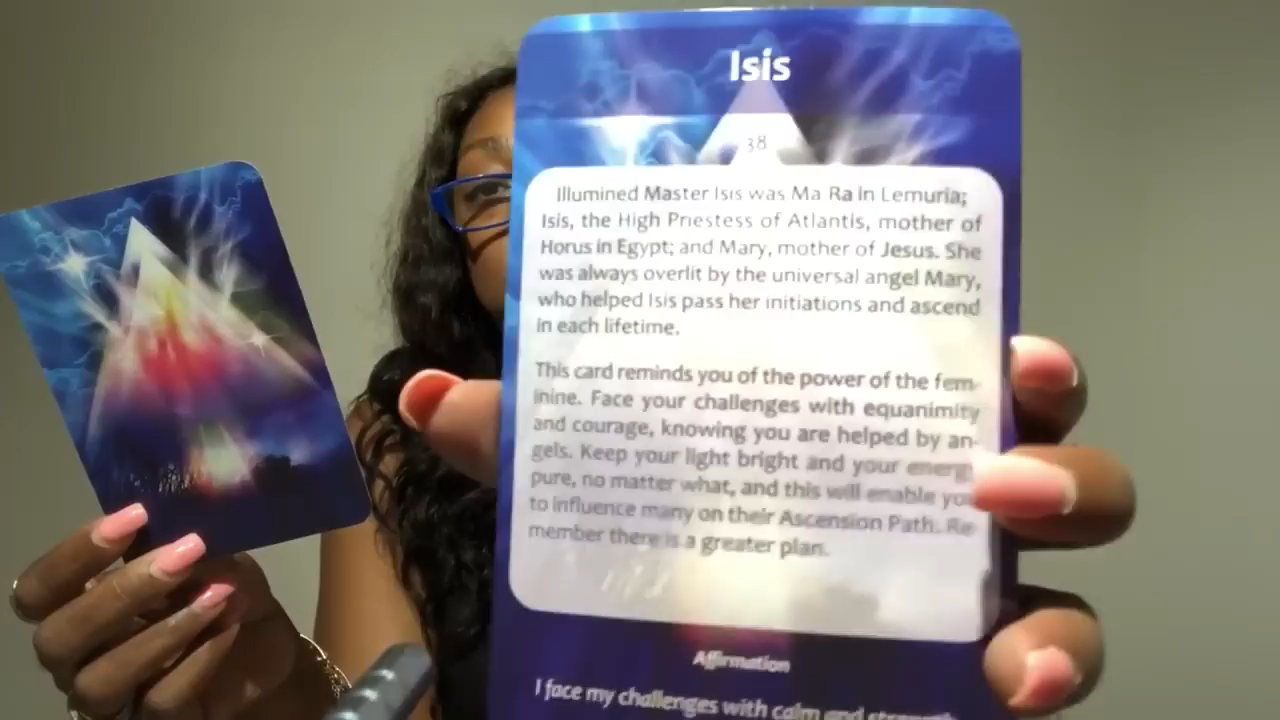 Isis
38
Illumined Master Isis was Ma Ra in Lemuria;
Isis, the High Priestess of Atlantis, mother of
Horus in Egypt; and Mary, mother of Jesus. She
was always overlit by the universal angel Mary,
who helped Isis pass her initiations and ascend
in each lifetime.
This card reminds you of the power of the fem-
inine. Face your challenges with equanimity
and courage, knowing you are helped by an-
gels. Keep your light bright and your energ
pure, no matter what, and this will enable you
to influence many on their Ascension Path. Re
member there is a greater plan.
Affirmation
I face my challenges with calm and strength